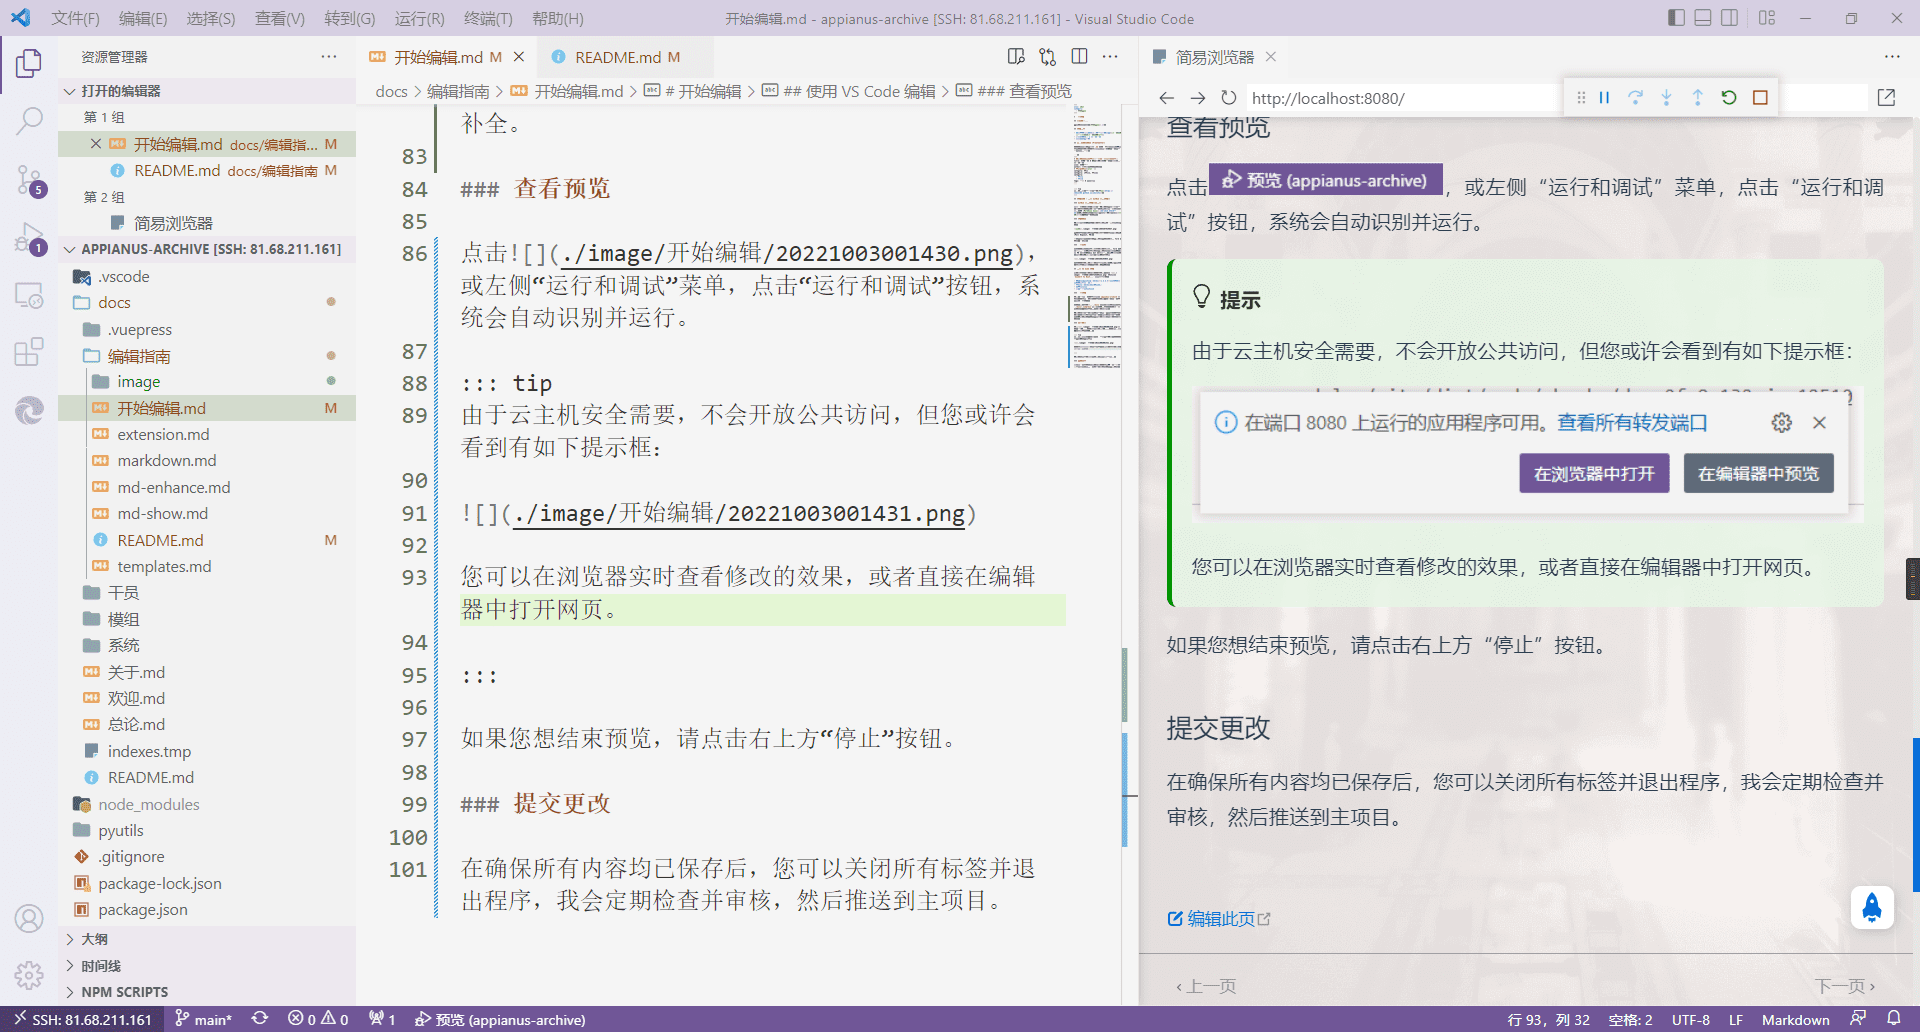 文件(F) 编辑(E) 选择(S) 查看(V) 转到(G) 运行(R) 终端(T) 帮助(H)
开始编辑.md - appianus-archive [SSH: 81.68.211.161] - Visual Studio Code
资源管理器
打开的编辑器
第 1 组
开始编辑.md docs/编辑指... M
README.md docs/编辑指南 M
第 2 组
简易浏览器
APPIANUS-ARCHIVE [SSH: 81.68.211.161]
.vscode
docs
.vuepress
编辑指南
image
开始编辑.md M
extension.md
markdown.md
md-enhance.md
md-show.md
README.md M
templates.md
干员
模组
系统
关于.md
欢迎.md
总论.md
indexes.tmp
README.md
node_modules
pyutils
.gitignore
package-lock.json
package.json
大纲
时间线
NPM SCRIPTS
5
1
开始编辑.md M
README.md M
docs > 编辑指南 > 开始编辑.md > # 开始编辑 > ## 使用 VS Code 编辑 > ### 查看预览
补全。
83
84 ### 查看预览
85
86 点击![](./image/开始编辑/20221003001430.png)，
或左侧“运行和调试”菜单，点击“运行和调试”按钮，系
统会自动识别并运行。
87
88 ::: tip
89 由于云主机安全需要，不会开放公共访问，但您或许会
看到有如下提示框：
90
91 ![](./image/开始编辑/20221003001431.png)
92
93 您可以在浏览器实时查看修改的效果，或者直接在编辑
器中打开网页。
94
95 :::
96
97 如果您想结束预览，请点击右上方“停止”按钮。
98
99 ### 提交更改
100
101 在确保所有内容均已保存后，您可以关闭所有标签并退
出程序，我会定期检查并审核，然后推送到主项目。
简易浏览器
http://localhost:8080/
查看预览
点击 预览 (appianus-archive) ，或左侧“运行和调试”菜单，点击“运行和调
试”按钮，系统会自动识别并运行。
提示
由于云主机安全需要，不会开放公共访问，但您或许会看到有如下提示框：
在端口 8080 上运行的应用程序可用。查看所有转发端口
在浏览器中打开 在编辑器中预览
您可以在浏览器实时查看修改的效果，或者直接在编辑器中打开网页。
如果您想结束预览，请点击右上方“停止”按钮。
提交更改
在确保所有内容均已保存后，您可以关闭所有标签并退出程序，我会定期检查并
审核，然后推送到主项目。
编辑此页
‹ 上一页 下一页 ›
SSH: 81.68.211.161 main* 0 0 1 预览 (appianus-archive)
行 93，列 32 空格: 2 UTF-8 LF Markdown